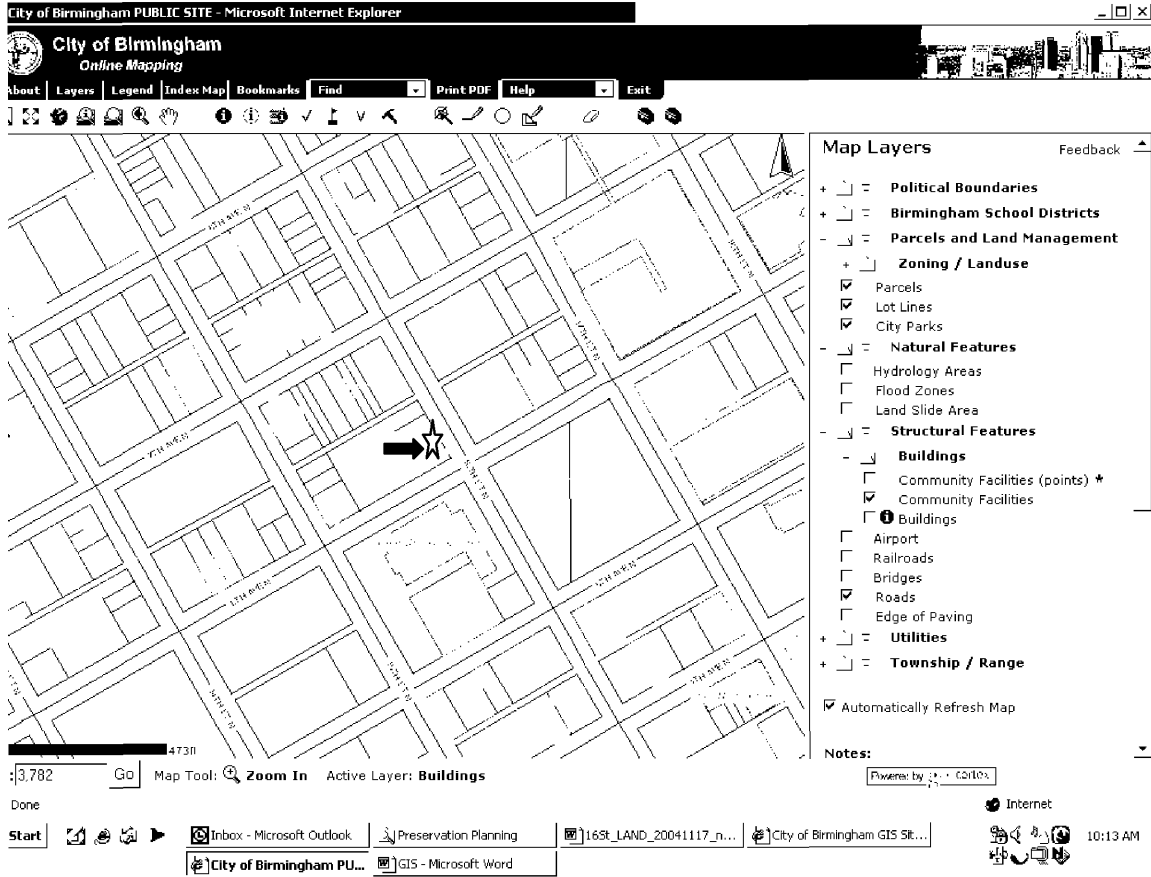 City of Birmingham PUBLIC SITE - Microsoft Internet Explorer
City of Birmingham
Online Mapping
About Layers Legend Index Map Bookmarks Find Print PDF Help Exit
Map Layers Feedback
+ Political Boundaries
+ Birmingham School Districts
- Parcels and Land Management
+ Zoning / Landuse
Parcels
Lot Lines
City Parks
- Natural Features
Hydrology Areas
Flood Zones
Land Slide Area
- Structural Features
- Buildings
Community Facilities (points) *
Community Facilities
Buildings
Airport
Railroads
Bridges
Roads
Edge of Paving
+ Utilities
+ Township / Range
Automatically Refresh Map
Notes:
473ft
: 3,782 Go Map Tool: Zoom In Active Layer: Buildings
Powered by
Done Internet
Start Inbox - Microsoft Outlook Preservation Planning 16St_LAND_20041117_n... City of Birmingham GIS Sit... 10:13 AM
City of Birmingham PU... GIS - Microsoft Word